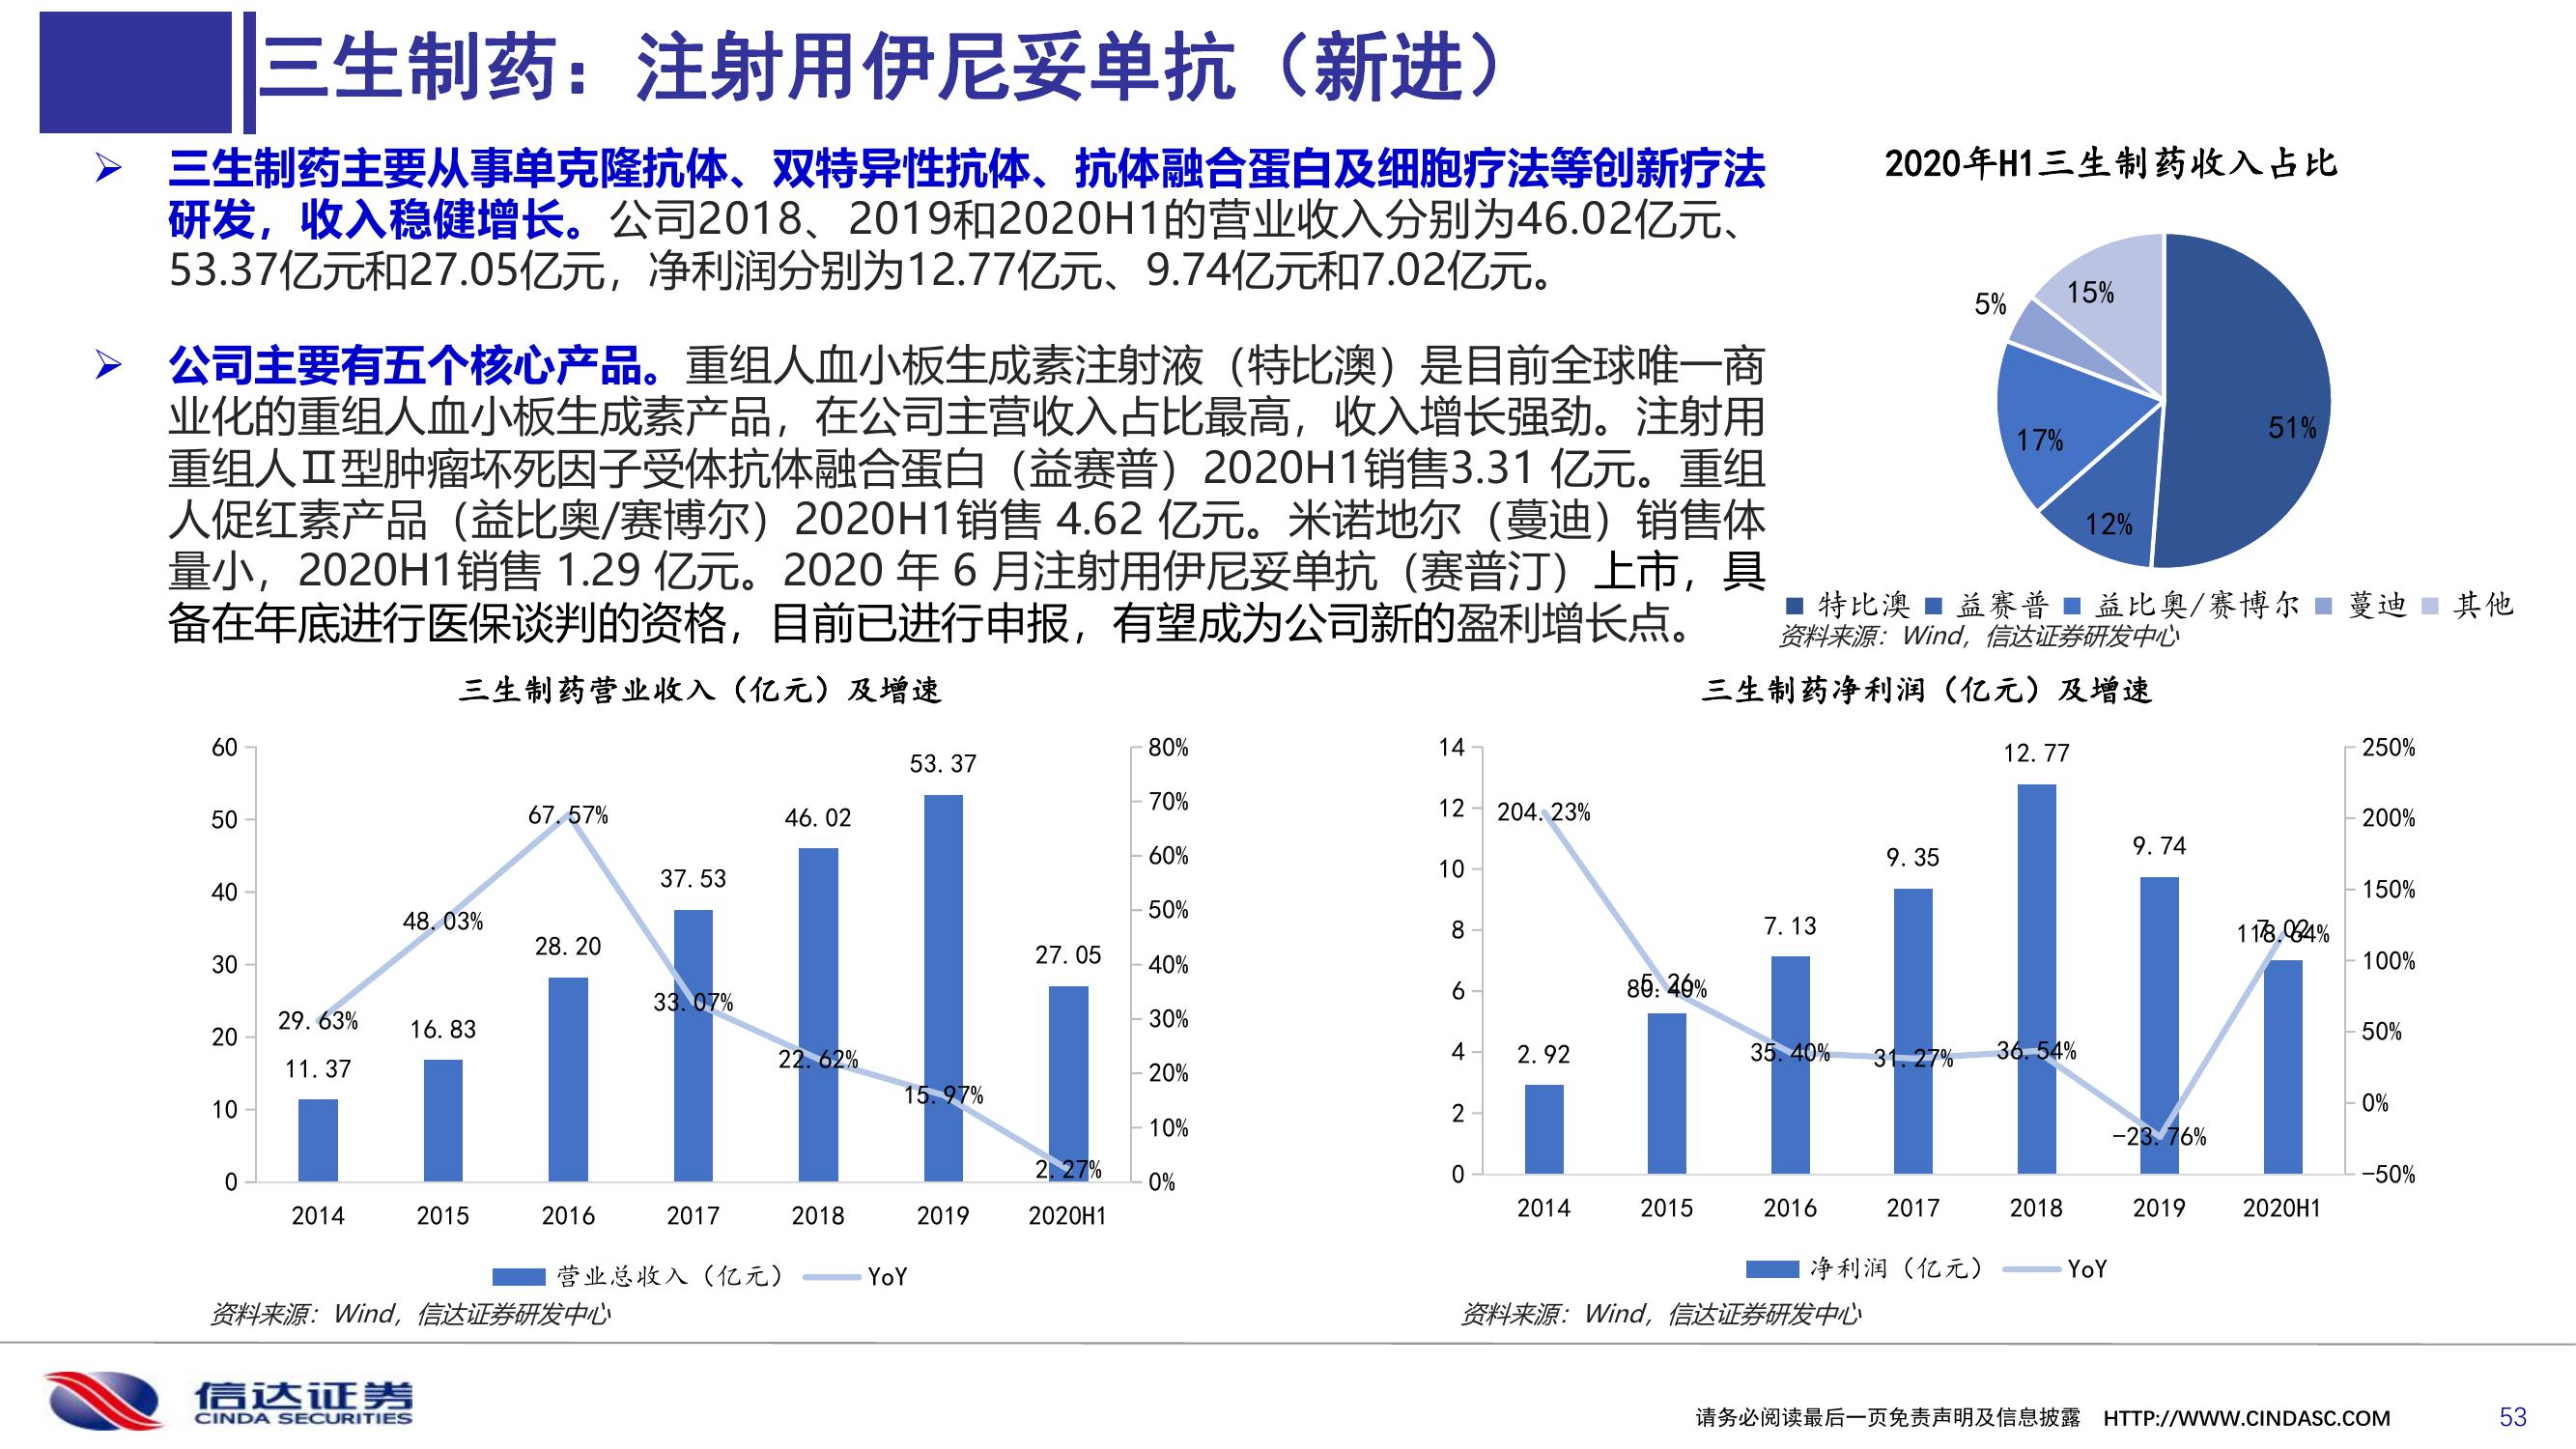 三生制药：注射用伊尼妥单抗（新进）
三生制药主要从事单克隆抗体、双特异性抗体、抗体融合蛋白及细胞疗法等创新疗法
研发，收入稳健增长。公司2018、2019和2020H1的营业收入分别为46.02亿元、
53.37亿元和27.05亿元，净利润分别为12.77亿元、9.74亿元和7.02亿元。
公司主要有五个核心产品。重组人血小板生成素注射液（特比澳）是目前全球唯一商
业化的重组人血小板生成素产品，在公司主营收入占比最高，收入增长强劲。注射用
重组人Ⅱ型肿瘤坏死因子受体抗体融合蛋白（益赛普）2020H1销售3.31 亿元。重组
人促红素产品（益比奥/赛博尔）2020H1销售 4.62 亿元。米诺地尔（蔓迪）销售体
量小，2020H1销售 1.29 亿元。2020 年 6 月注射用伊尼妥单抗（赛普汀）上市，具
备在年底进行医保谈判的资格，目前已进行申报，有望成为公司新的盈利增长点。
2020年H1三生制药收入占比
15%
5%
51%
17%
12%
特比澳 益赛普 益比奥/赛博尔 蔓迪 其他
资料来源：Wind，信达证券研发中心
三生制药营业收入（亿元）及增速
60
50
40
30
20
10
0
80%
70%
60%
50%
40%
30%
20%
10%
0%
11.37
16.83
28.20
37.53
46.02
53.37
27.05
29.63%
48.03%
67.57%
33.07%
22.62%
15.97%
2.27%
2014 2015 2016 2017 2018 2019 2020H1
营业总收入（亿元） YoY
资料来源：Wind，信达证券研发中心
三生制药净利润（亿元）及增速
14
12
10
8
6
4
2
0
250%
200%
150%
100%
50%
0%
-50%
2.92
5.26
7.13
9.35
12.77
9.74
7.02
204.23%
80.40%
35.40%
31.27%
36.54%
-23.76%
118.64%
2014 2015 2016 2017 2018 2019 2020H1
净利润（亿元） YoY
资料来源：Wind，信达证券研发中心
信达证券
CINDA SECURITIES
请务必阅读最后一页免责声明及信息披露 HTTP://WWW.CINDASC.COM 53